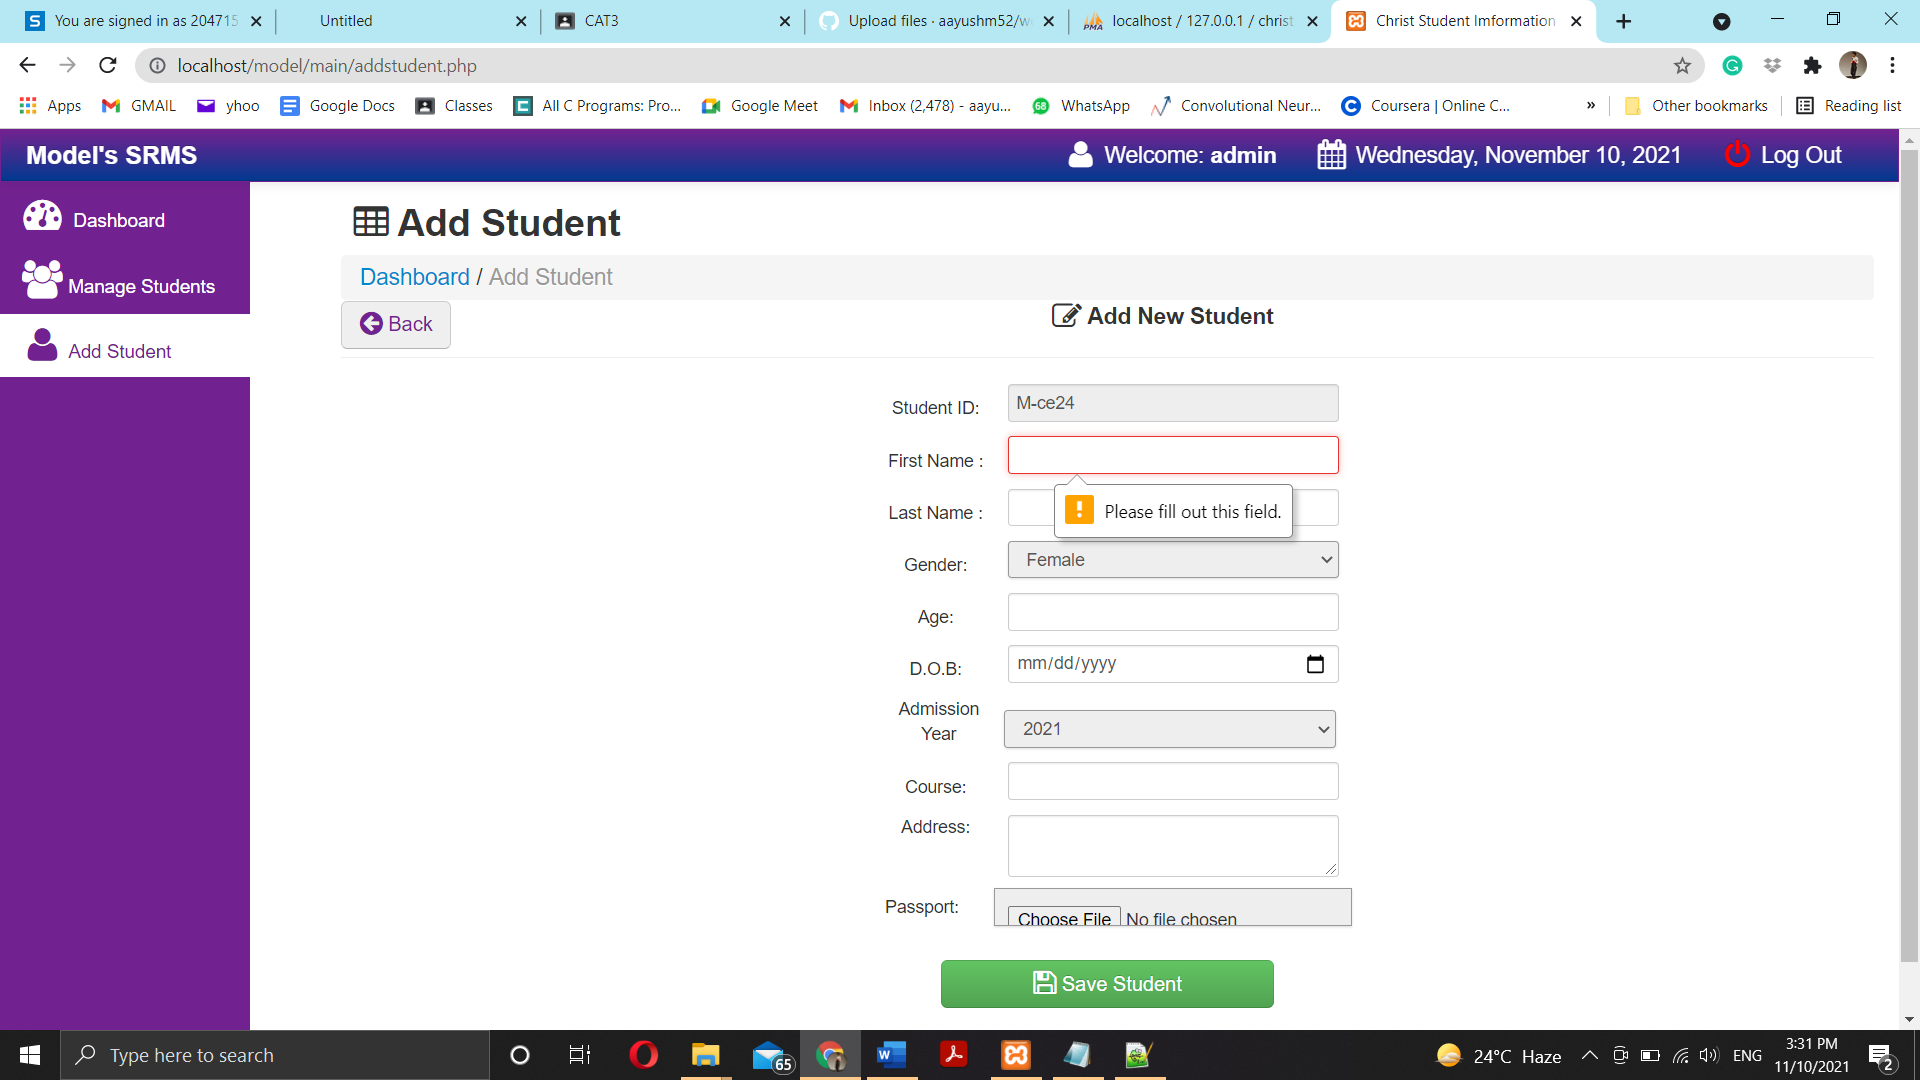 You are signed in as 204715
Untitled
CAT3
Upload files · aayushm52/w
localhost / 127.0.0.1 / christ
Christ Student Imformation
localhost/model/main/addstudent.php
Apps
GMAIL
yhoo
Google Docs
Classes
All C Programs: Pro...
Google Meet
Inbox (2,478) - aayu...
WhatsApp
Convolutional Neur...
Coursera | Online C...
»
Other bookmarks
Reading list
Model's SRMS
Welcome: admin
Wednesday, November 10, 2021
Log Out
Dashboard
Manage Students
Add Student
Add Student
Dashboard / Add Student
Back
Add New Student
Student ID:
M-ce24
First Name :
Last Name :
Please fill out this field.
Gender:
Female
Age:
D.O.B:
mm/dd/yyyy
Admission
Year
2021
Course:
Address:
Passport:
Choose File No file chosen
Save Student
Type here to search
65
24°C Haze
ENG
3:31 PM
11/10/2021
2